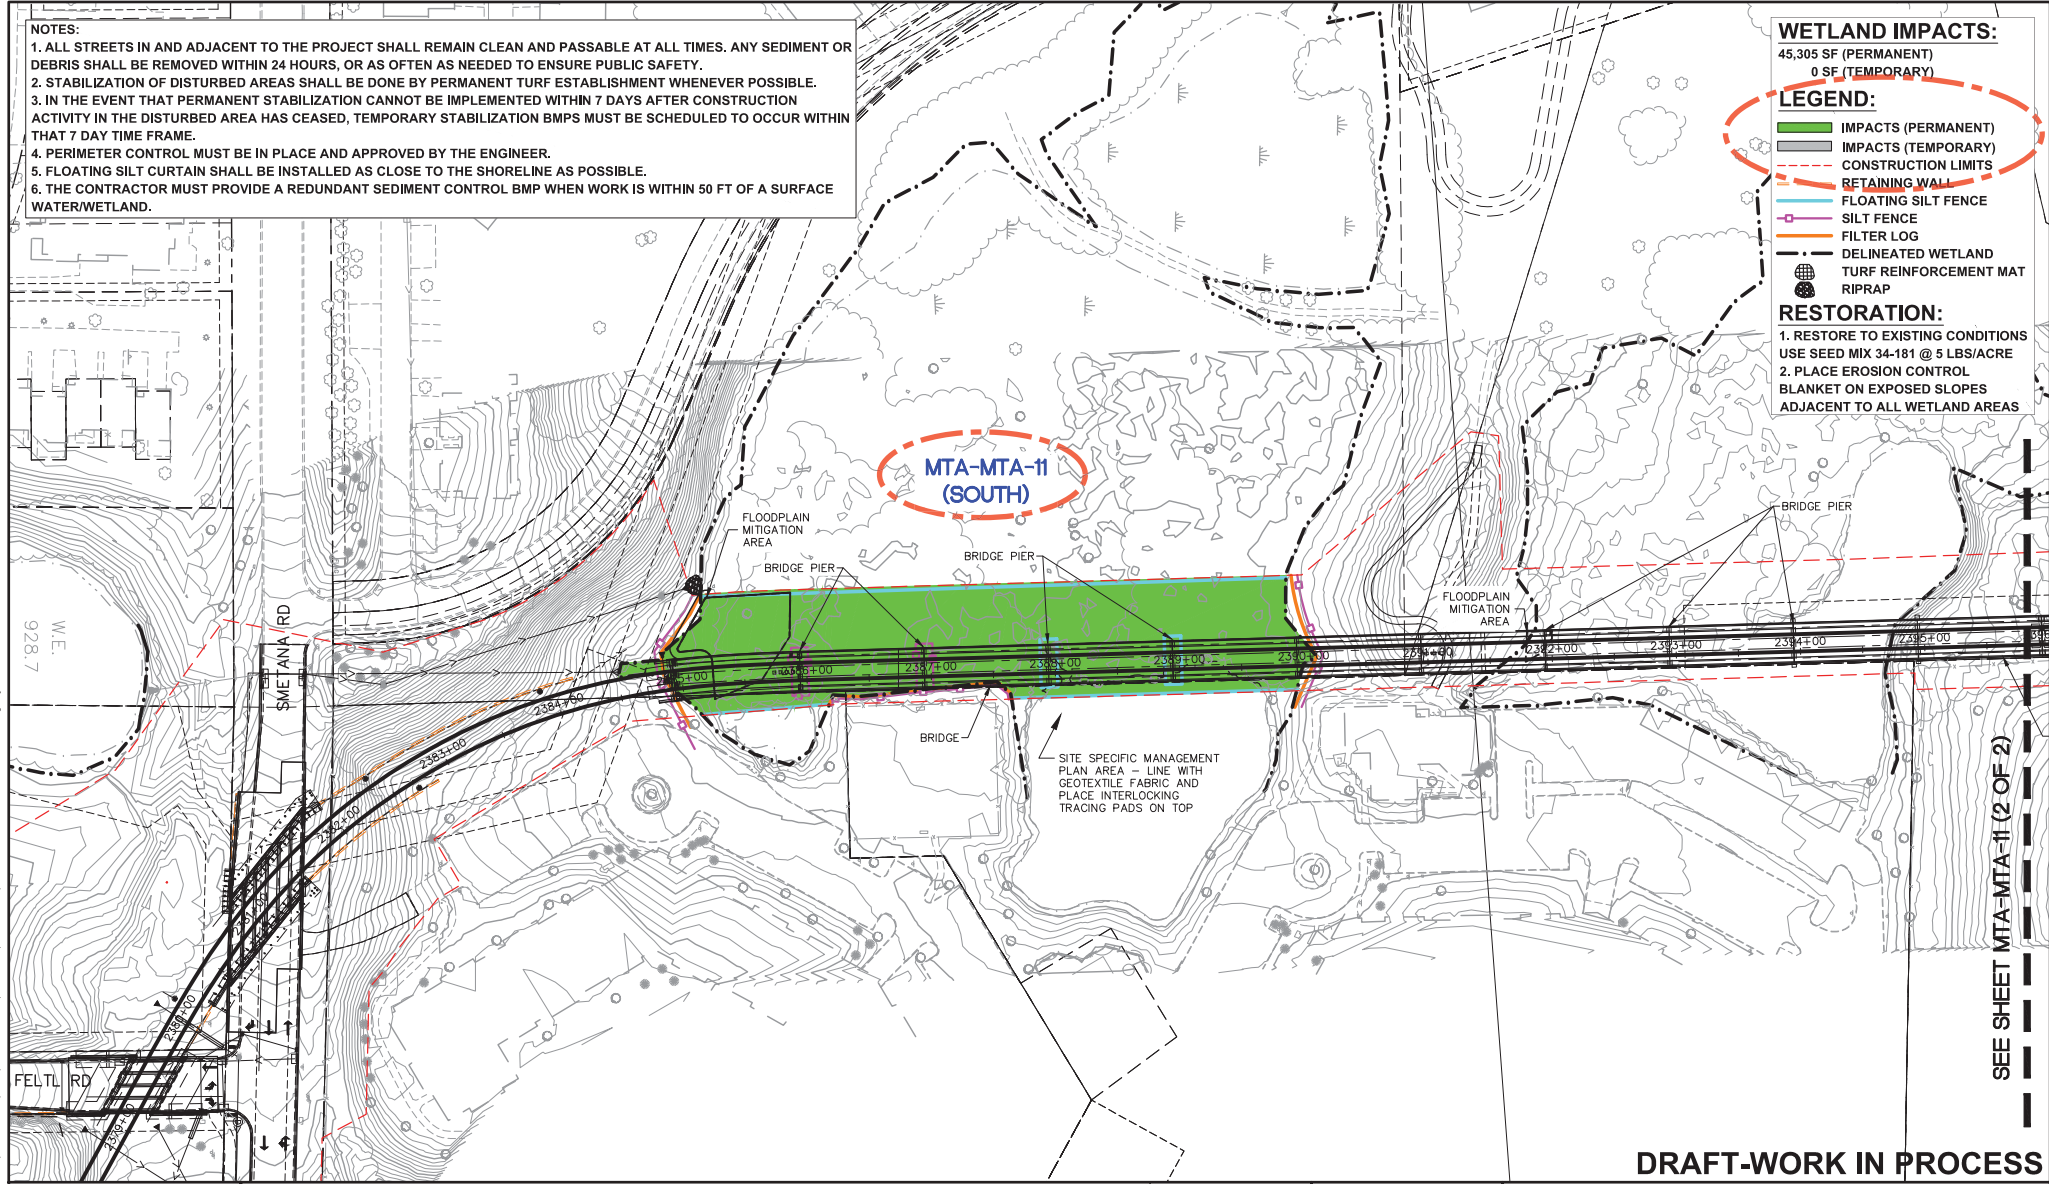 NOTES:
1. ALL STREETS IN AND ADJACENT TO THE PROJECT SHALL REMAIN CLEAN AND PASSABLE AT ALL TIMES. ANY SEDIMENT OR
DEBRIS SHALL BE REMOVED WITHIN 24 HOURS, OR AS OFTEN AS NEEDED TO ENSURE PUBLIC SAFETY.
2. STABILIZATION OF DISTURBED AREAS SHALL BE DONE BY PERMANENT TURF ESTABLISHMENT WHENEVER POSSIBLE.
3. IN THE EVENT THAT PERMANENT STABILIZATION CANNOT BE IMPLEMENTED WITHIN 7 DAYS AFTER CONSTRUCTION
ACTIVITY IN THE DISTURBED AREA HAS CEASED, TEMPORARY STABILIZATION BMPS MUST BE SCHEDULED TO OCCUR WITHIN
THAT 7 DAY TIME FRAME.
4. PERIMETER CONTROL MUST BE IN PLACE AND APPROVED BY THE ENGINEER.
5. FLOATING SILT CURTAIN SHALL BE INSTALLED AS CLOSE TO THE SHORELINE AS POSSIBLE.
6. THE CONTRACTOR MUST PROVIDE A REDUNDANT SEDIMENT CONTROL BMP WHEN WORK IS WITHIN 50 FT OF A SURFACE
WATER/WETLAND.
WETLAND IMPACTS:
45,305 SF (PERMANENT)
0 SF (TEMPORARY)
LEGEND:
IMPACTS (PERMANENT)
IMPACTS (TEMPORARY)
CONSTRUCTION LIMITS
RETAINING WALL
FLOATING SILT FENCE
SILT FENCE
FILTER LOG
DELINEATED WETLAND
TURF REINFORCEMENT MAT
RIPRAP
RESTORATION:
1. RESTORE TO EXISTING CONDITIONS
USE SEED MIX 34-181 @ 5 LBS/ACRE
2. PLACE EROSION CONTROL
BLANKET ON EXPOSED SLOPES
ADJACENT TO ALL WETLAND AREAS
MTA-MTA-11
(SOUTH)
FLOODPLAIN
MITIGATION
AREA
BRIDGE PIER
BRIDGE PIER
BRIDGE PIER
FLOODPLAIN
MITIGATION
AREA
W.E.
928.7
SMETANA RD
2379+00
2380+00
2382+00
2383+00
2384+00
2387+00
2388+00
2389+00
2390+00
2391+00
2392+00
2393+00
2394+00
2395+00
BRIDGE
SITE SPECIFIC MANAGEMENT
PLAN AREA – LINE WITH
GEOTEXTILE FABRIC AND
PLACE INTERLOCKING
TRACING PADS ON TOP
FELTL RD
SEE SHEET MTA-MTA-11 (2 OF 2)
DRAFT-WORK IN PROCESS